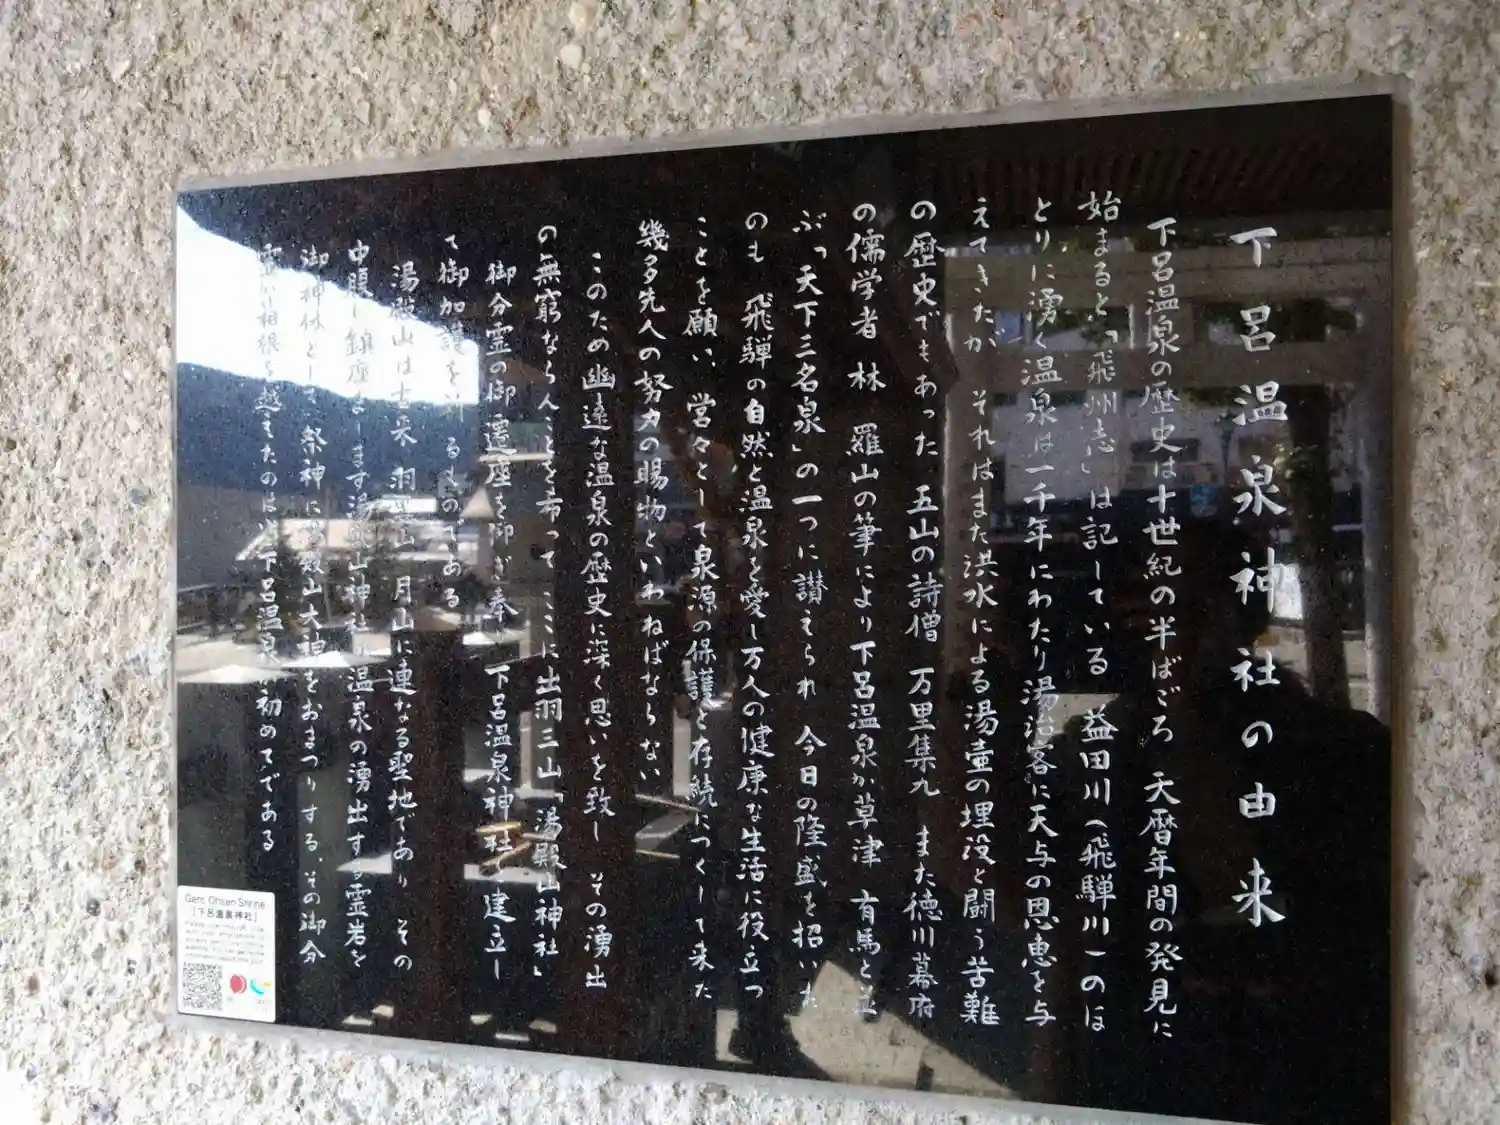 下呂温泉神社の由来
下呂温泉の歴史は十世紀の半ばごろ 天暦年間の発見に
始まると「飛州志」は記している 益田川（飛騨川）のほ
とりに湧く温泉は一千年にわたり湯治客に天与の恩恵を与
えてきたが それはまた洪水による湯壷の埋没と闘う苦難
の歴史でもあった 五山の詩僧 万里集九 また徳川幕府
の儒学者 林 羅山の筆により下呂温泉が草津 有馬と並
ぶ「天下三名泉」の一つに讃えられ 今日の隆盛を招いた
のも 飛騨の自然と温泉を愛し万人の健康な生活に役立つ
ことを願い 営々として泉源の保護と存続につくして来た
幾多先人の努力の賜物といわねばならない
このため幽遠な温泉の歴史に深く思いを致し その湧出
の無窮ならんことを希って ここに出羽三山「湯殿山神社」
御分霊の御遷座を仰ぎ奉 下呂温泉神社を建立し
て御加護を祈るものである
湯殿山は古来 羽黒山 月山に連なる聖地であり その
中腹に鎮座まします湯殿山神社 温泉の湧出する霊岩を
御神体として 祭神に 殿山大神をおまつりする、その御分
霊が 相根を越えたのは 下呂温泉 初めてである
Gero Onsen Shrine
「下呂温泉神社」